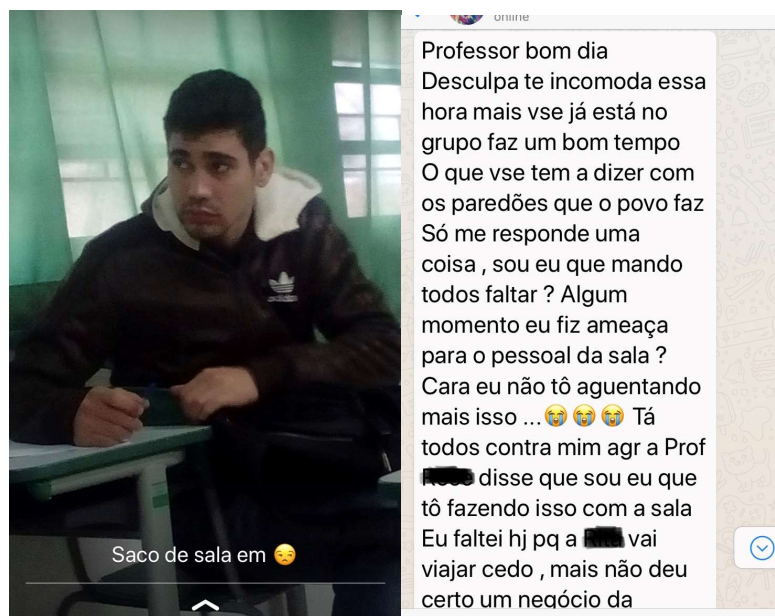 Saco de sala em 😒
adidas
online
Professor bom dia
Desculpa te incomoda essa
hora mais vse já está no
grupo faz um bom tempo
O que vse tem a dizer com
os paredões que o povo faz
Só me responde uma
coisa , sou eu que mando
todos faltar ? Algum
momento eu fiz ameaça
para o pessoal da sala ?
Cara eu não tô aguentando
mais isso ...😭 😭 😭 Tá
todos contra mim agr a Prof
disse que sou eu que
tô fazendo isso com a sala
Eu faltei hj pq a vai
viajar cedo , mais não deu
certo um negócio da